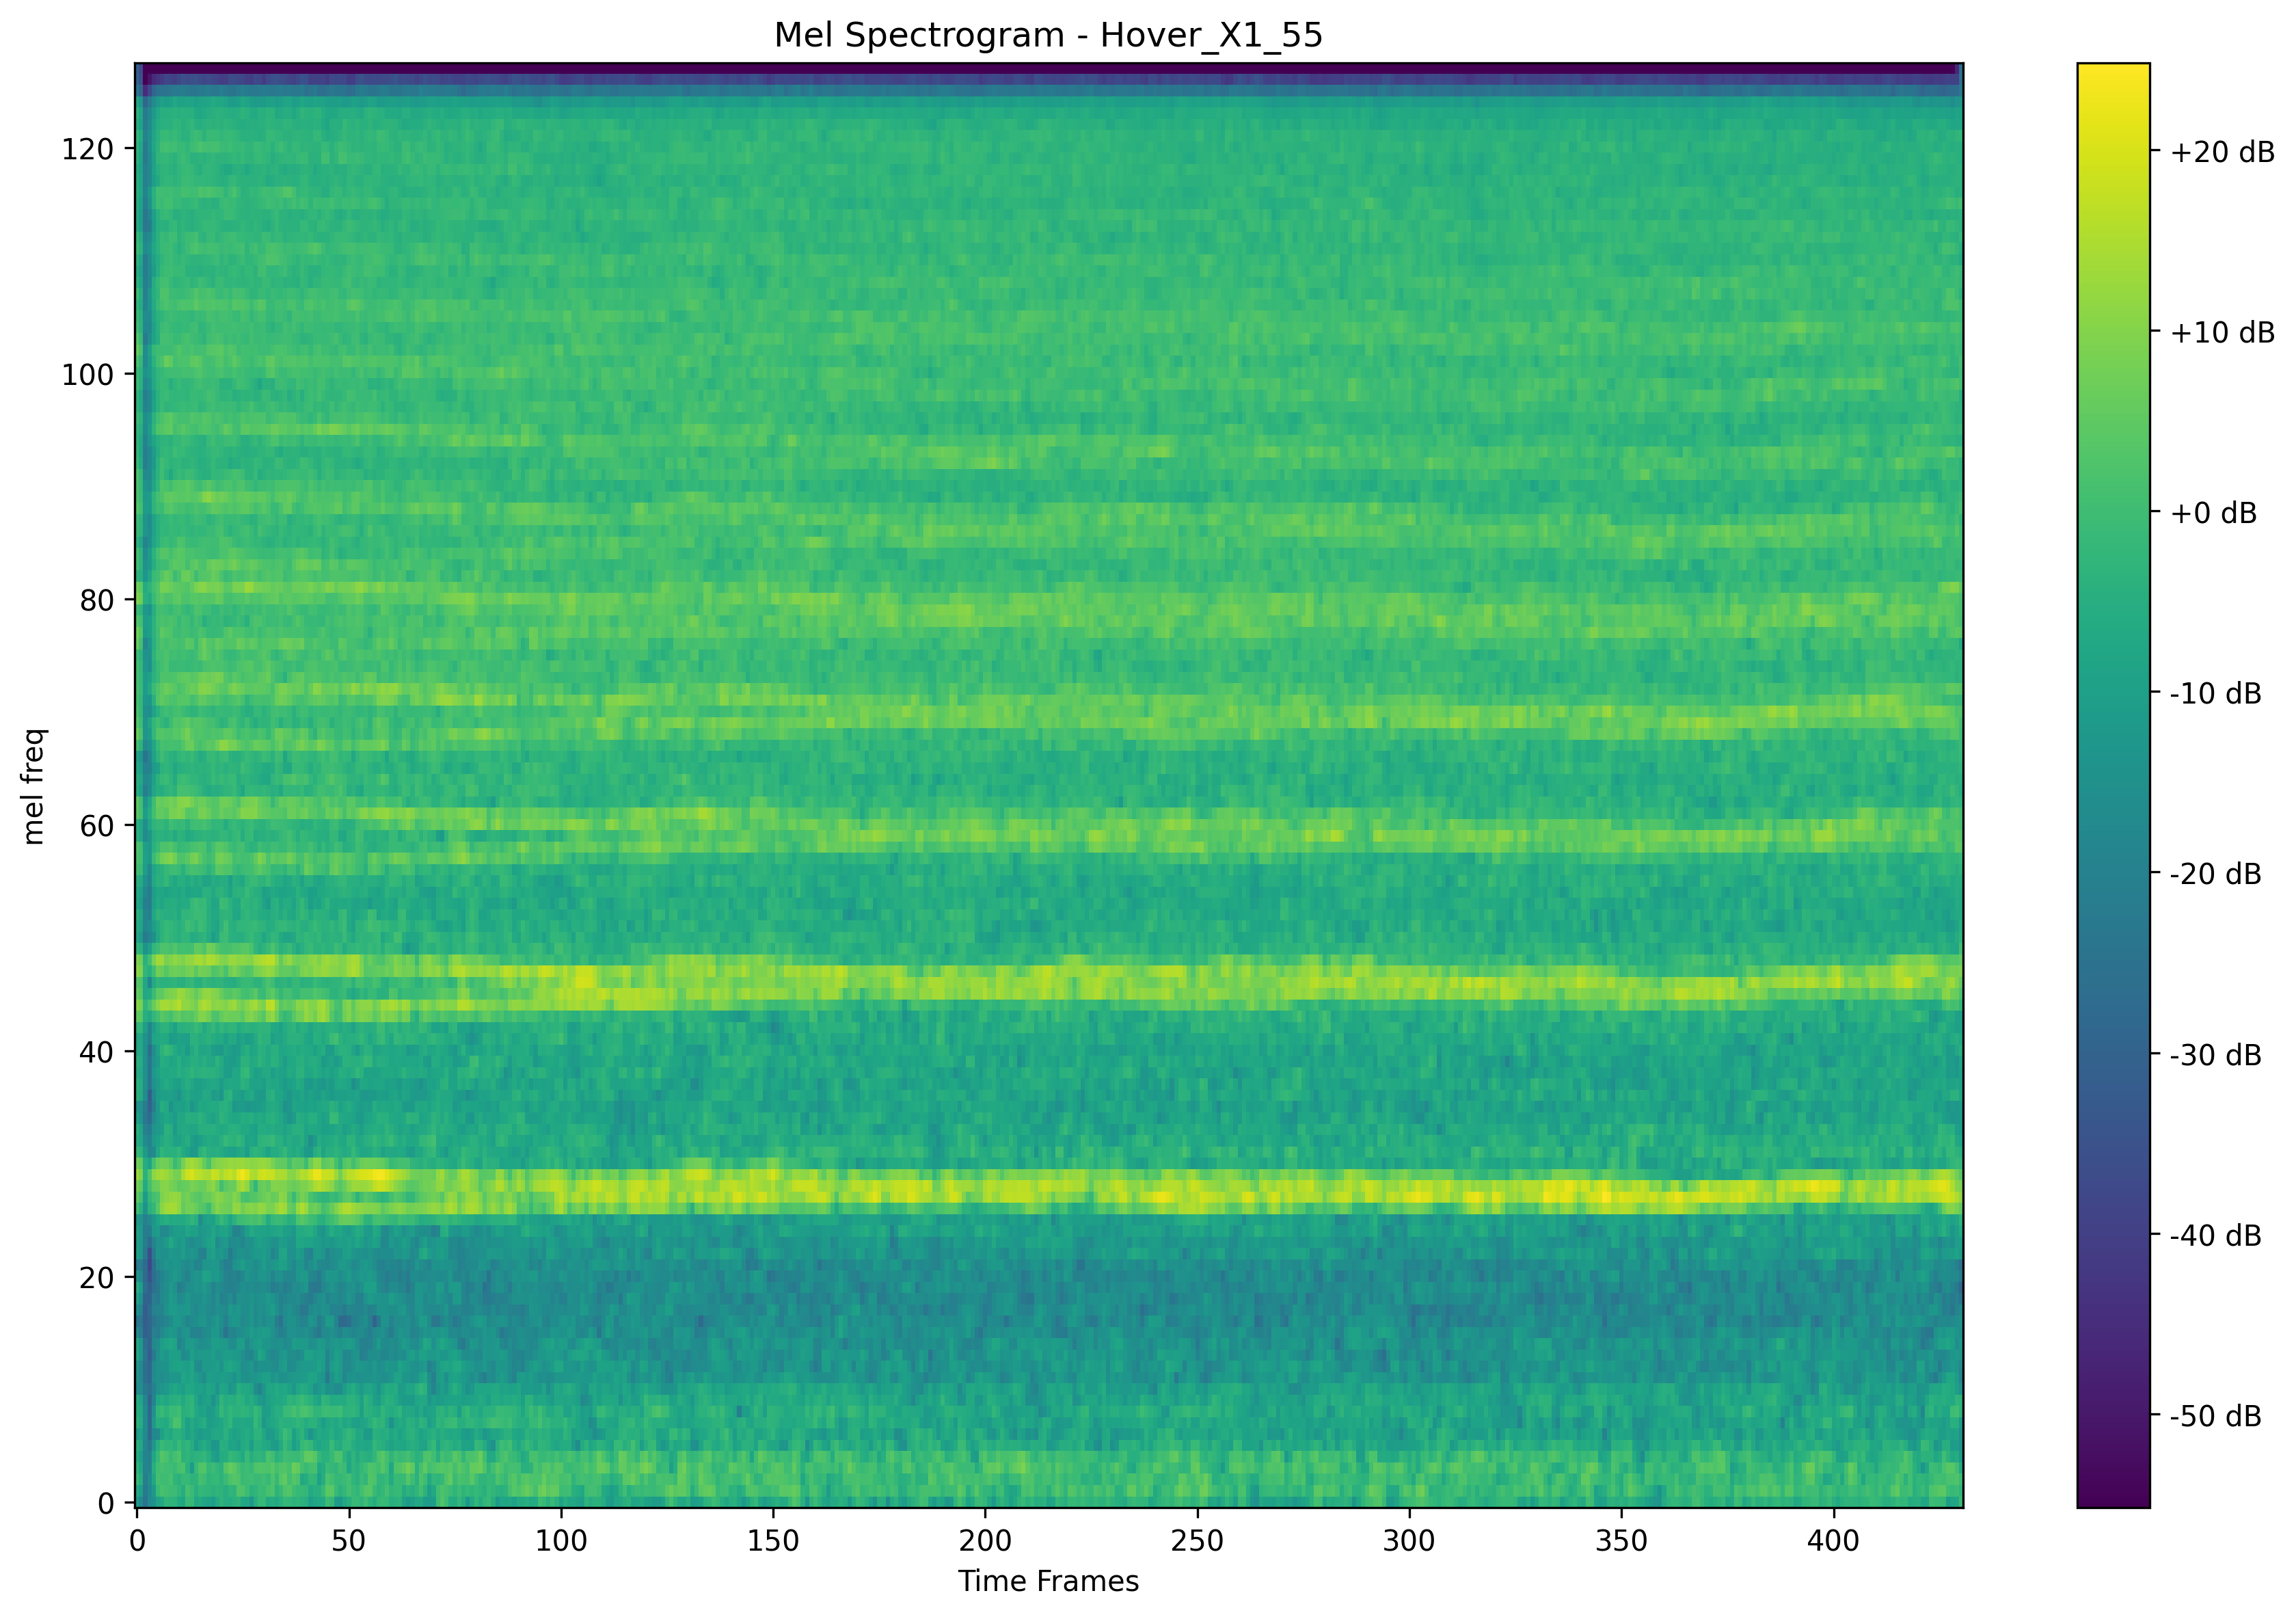 Mel Spectrogram - Hover_X1_55
mel freq
120
100
80
60
40
20
0
0 50 100 150 200 250 300 350 400
Time Frames
+20 dB
+10 dB
+0 dB
-10 dB
-20 dB
-30 dB
-40 dB
-50 dB